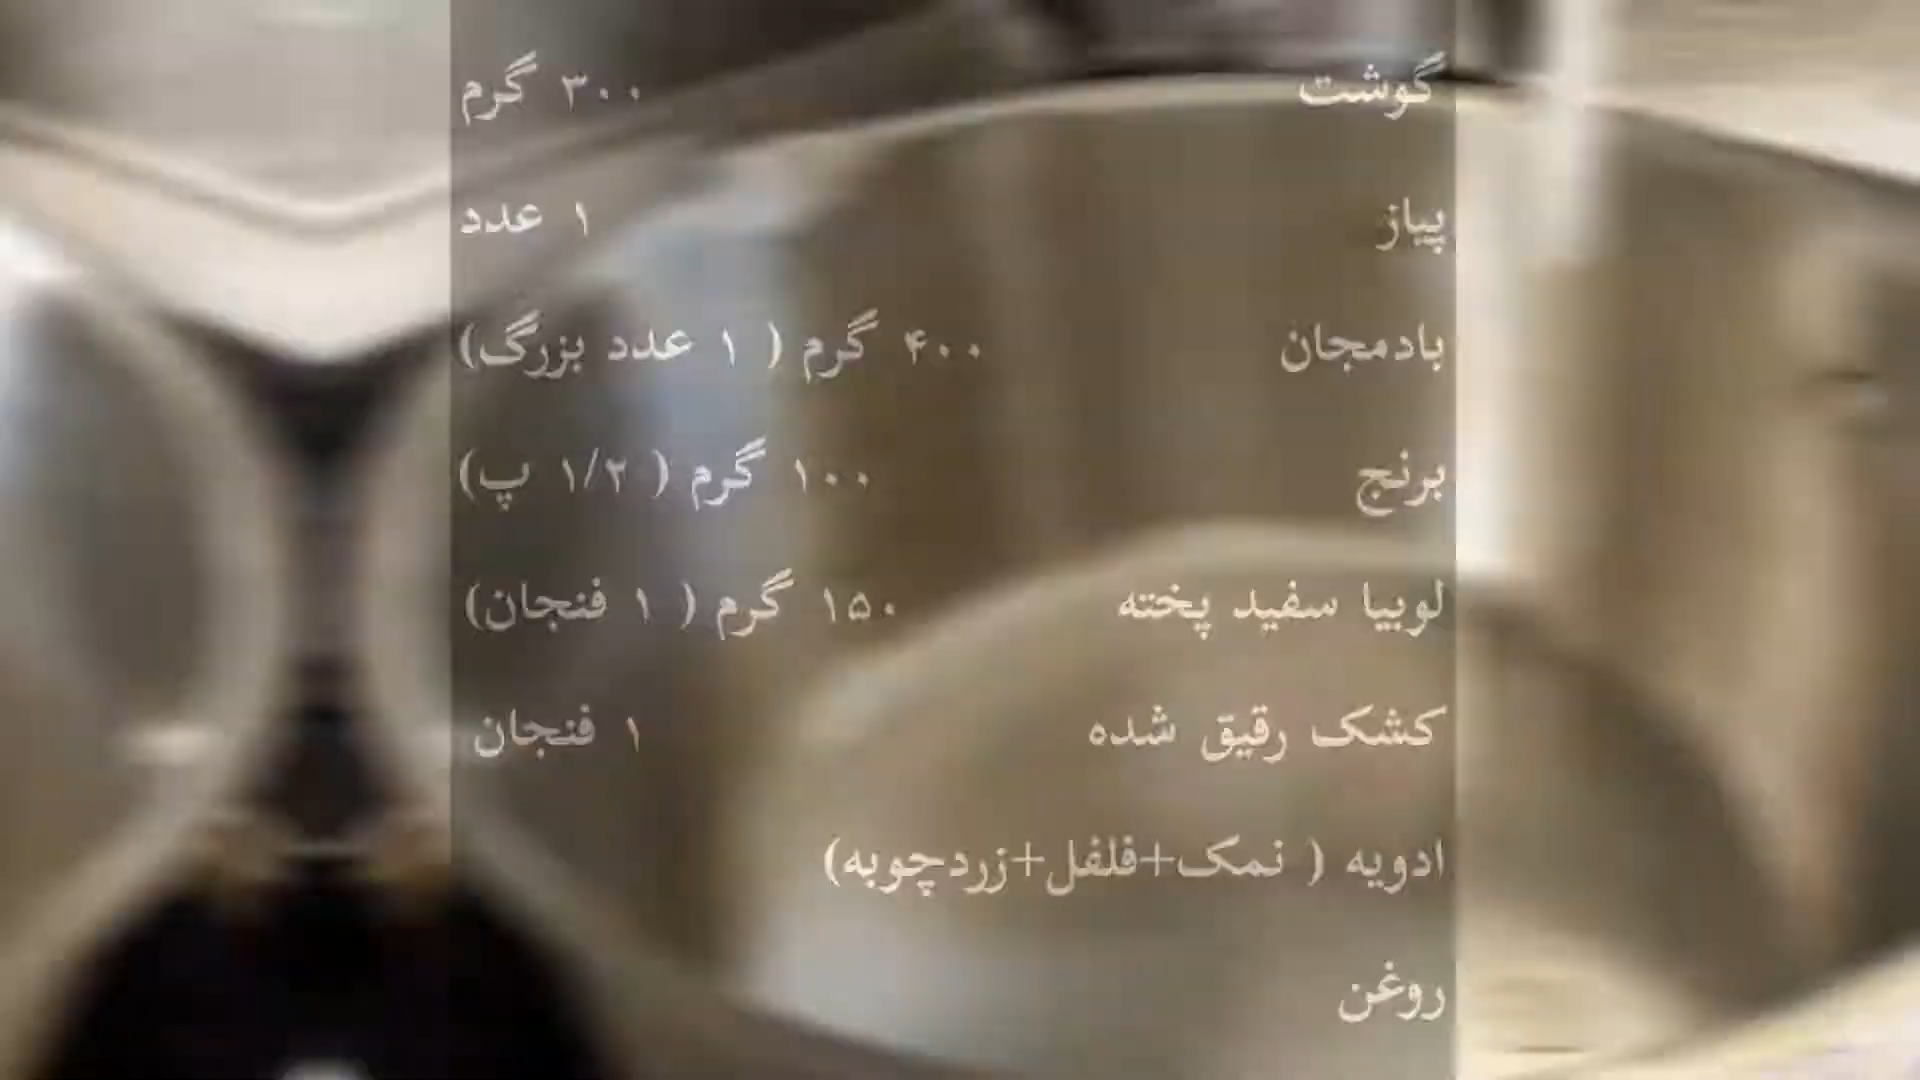 گوشت ۳۰۰ گرم
پیاز ۱ عدد
بادمجان ۴۰۰ گرم ( ۱ عدد بزرگ)
برنج ۱۰۰ گرم ( ۱/۲ پ)
لوبیا سفید پخته ۱۵۰ گرم ( ۱ فنجان)
کشک رقیق شده ۱ فنجان
ادویه ( نمک+فلفل+زردچوبه)
روغن